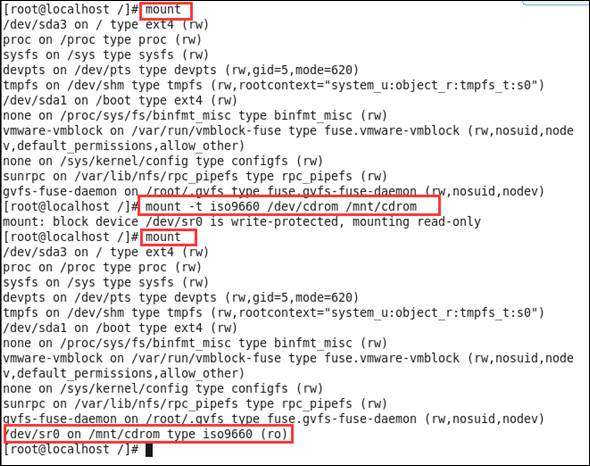 [root@localhost /]# mount
/dev/sda3 on / type ext4 (rw)
proc on /proc type proc (rw)
sysfs on /sys type sysfs (rw)
devpts on /dev/pts type devpts (rw,gid=5,mode=620)
tmpfs on /dev/shm type tmpfs (rw,rootcontext="system_u:object_r:tmpfs_t:s0")
/dev/sda1 on /boot type ext4 (rw)
none on /proc/sys/fs/binfmt_misc type binfmt_misc (rw)
vmware-vmblock on /var/run/vmblock-fuse type fuse.vmware-vmblock (rw,nosuid,node
v,default_permissions,allow_other)
none on /sys/kernel/config type configfs (rw)
sunrpc on /var/lib/nfs/rpc_pipefs type rpc_pipefs (rw)
gvfs-fuse-daemon on /root/.gvfs type fuse.gvfs-fuse-daemon (rw,nosuid,nodev)
[root@localhost /]# mount -t iso9660 /dev/cdrom /mnt/cdrom
mount: block device /dev/sr0 is write-protected, mounting read-only
[root@localhost /]# mount
/dev/sda3 on / type ext4 (rw)
proc on /proc type proc (rw)
sysfs on /sys type sysfs (rw)
devpts on /dev/pts type devpts (rw,gid=5,mode=620)
tmpfs on /dev/shm type tmpfs (rw,rootcontext="system_u:object_r:tmpfs_t:s0")
/dev/sda1 on /boot type ext4 (rw)
none on /proc/sys/fs/binfmt_misc type binfmt_misc (rw)
vmware-vmblock on /var/run/vmblock-fuse type fuse.vmware-vmblock (rw,nosuid,node
v,default_permissions,allow_other)
none on /sys/kernel/config type configfs (rw)
sunrpc on /var/lib/nfs/rpc_pipefs type rpc_pipefs (rw)
gvfs-fuse-daemon on /root/.gvfs type fuse.gvfs-fuse-daemon (rw,nosuid,nodev)
/dev/sr0 on /mnt/cdrom type iso9660 (ro)
[root@localhost /]#